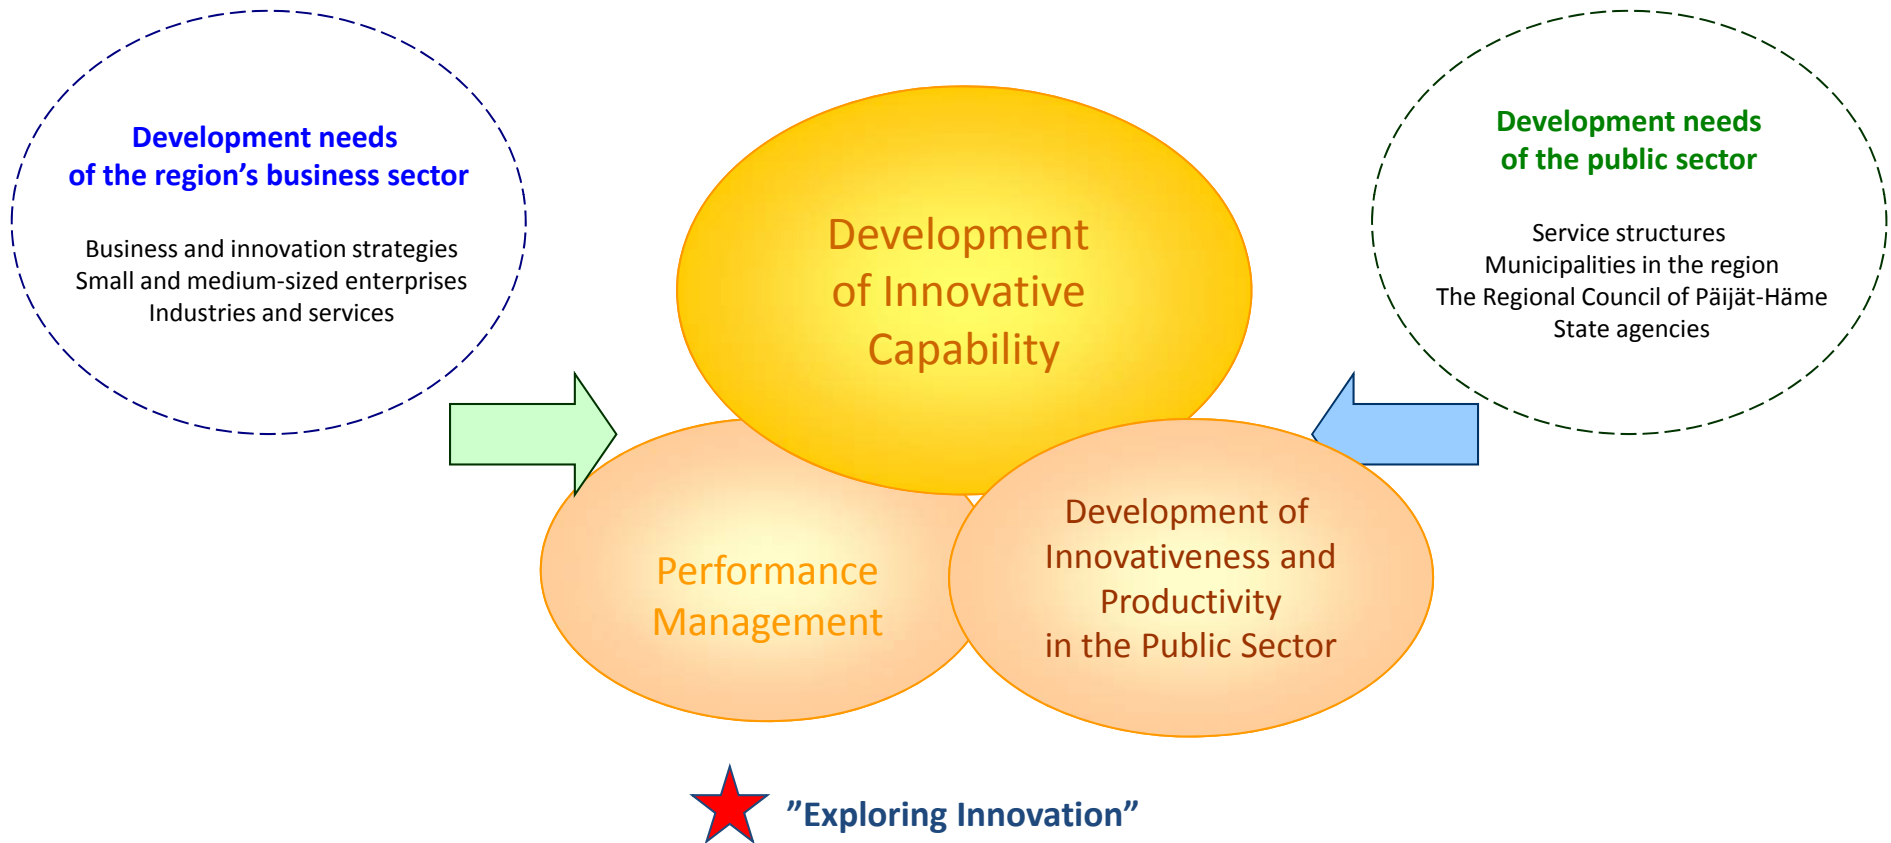 Development needs
of the region’s business sector
Business and innovation strategies
Small and medium-sized enterprises
Industries and services
Development
of Innovative
Capability
Development needs
of the public sector
Service structures
Municipalities in the region
The Regional Council of Päijät-Häme
State agencies
Performance
Management
Development of
Innovativeness and
Productivity
in the Public Sector
”Exploring Innovation”